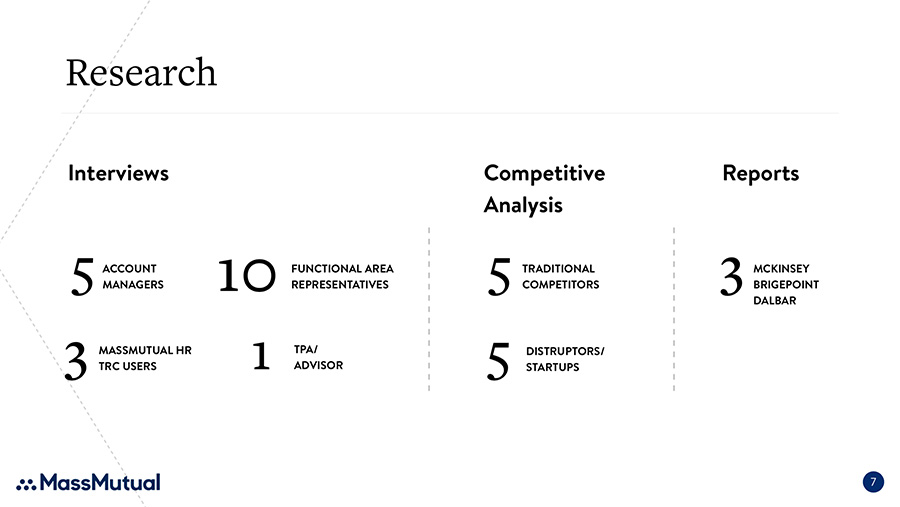 Research
Interviews
5 ACCOUNT
MANAGERS
10 FUNCTIONAL AREA
REPRESENTATIVES
3 MASSMUTUAL HR
TRC USERS
1 TPA/
ADVISOR
Competitive
Analysis
5 TRADITIONAL
COMPETITORS
5 DISTRUPTORS/
STARTUPS
Reports
3 MCKINSEY
BRIGEPOINT
DALBAR
MassMutual
7